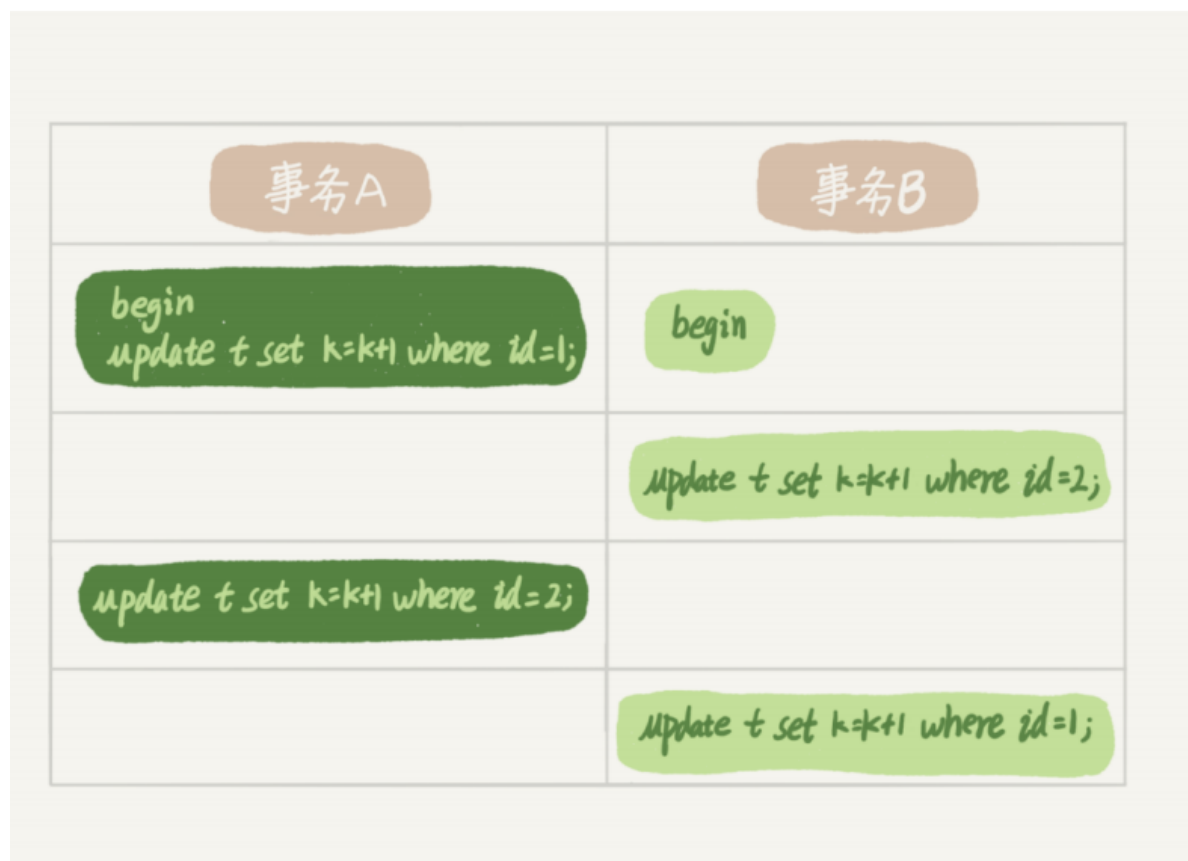 事务A
事务B
begin
update t set k=k+1 where id=1;
begin
update t set k=k+1 where id=2;
update t set k=k+1 where id=2;
update t set k=k+1 where id=1;